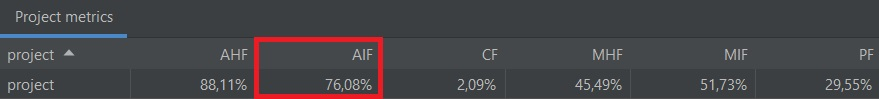 Project metrics
project AHF AIF CF MHF MIF PF
project 88,11% 76,08% 2,09% 45,49% 51,73% 29,55%